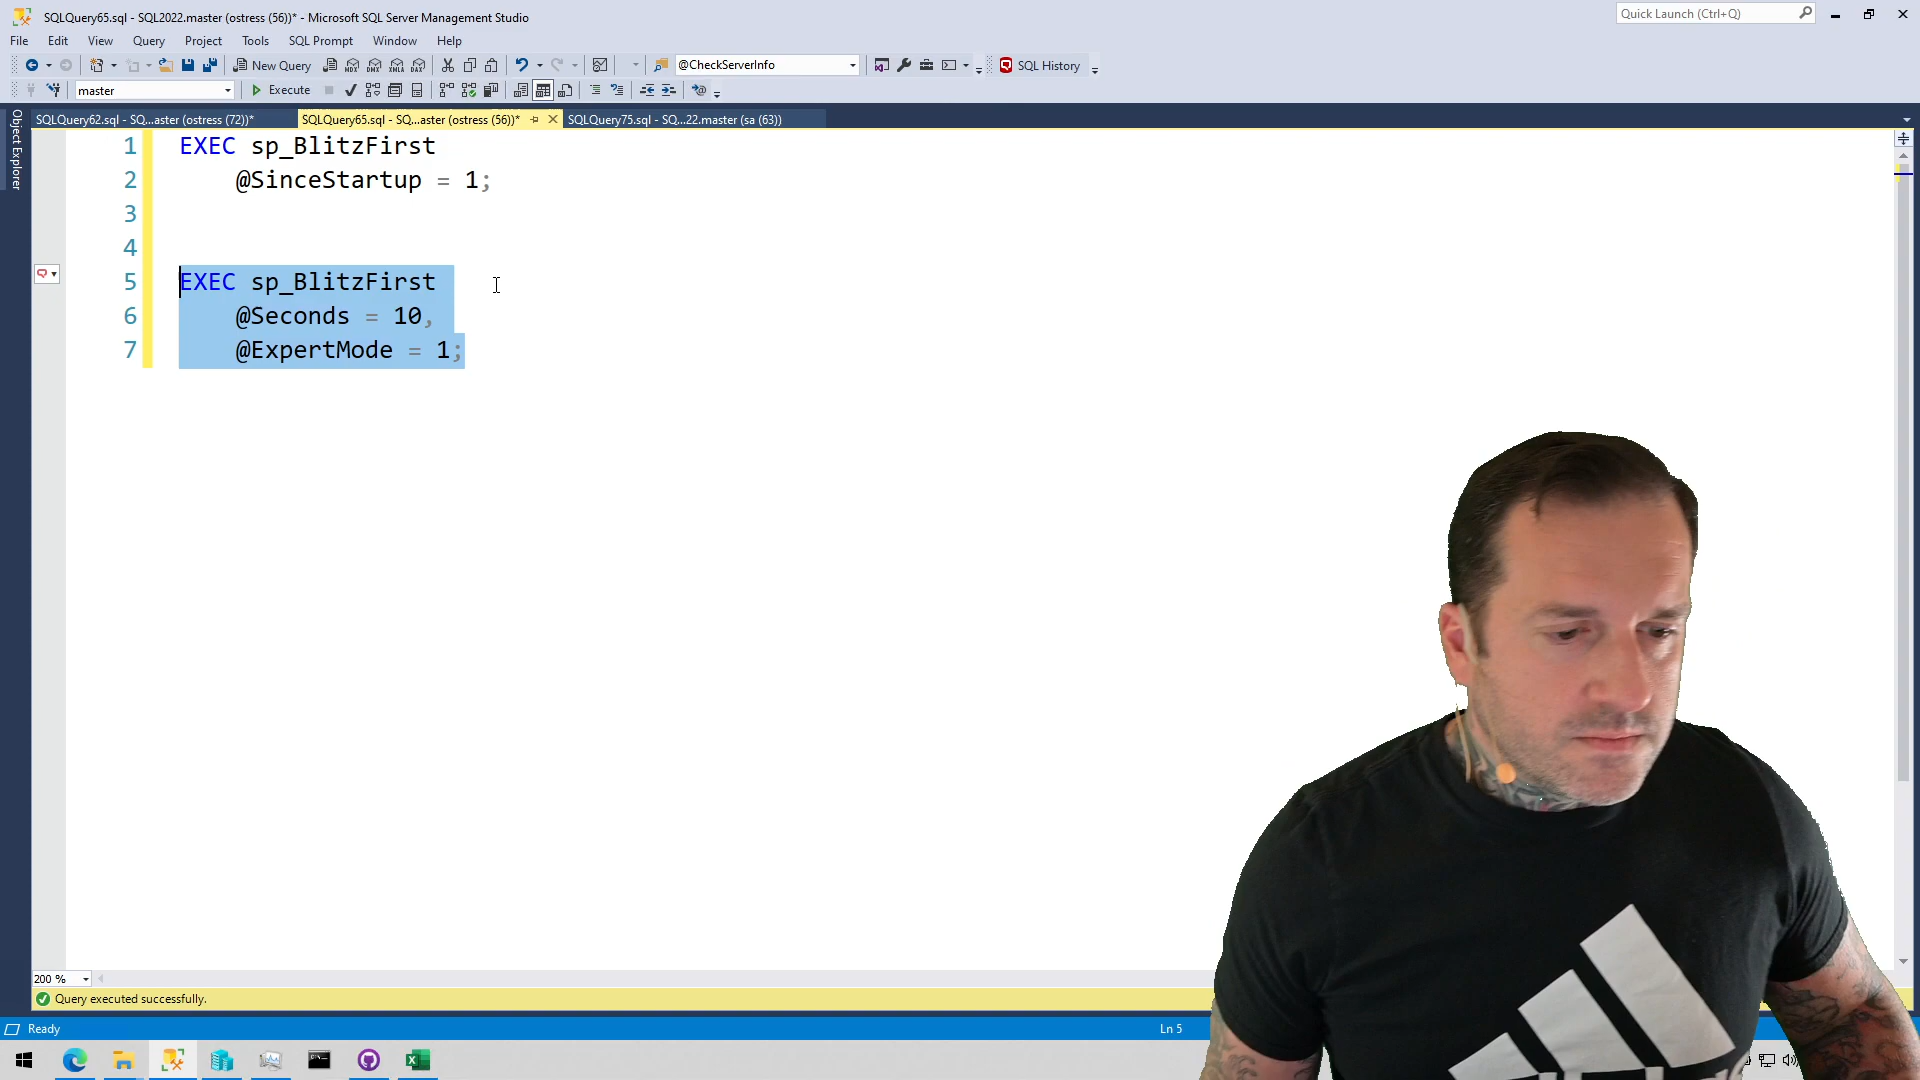 SQLQuery65.sql - SQL2022.master (ostress (56))* - Microsoft SQL Server Management Studio
Quick Launch (Ctrl+Q)
File Edit View Query Project Tools SQL Prompt Window Help
New Query
MDX DMX XMLA DAX
@CheckServerInfo
SQL History
master
Execute
SQLQuery62.sql - SQ...aster (ostress (72))*
SQLQuery65.sql - SQ...aster (ostress (56))*
SQLQuery75.sql - SQ...22.master (sa (63))
Object Explorer
1 EXEC sp_BlitzFirst
2 @SinceStartup = 1;
3
4
5 EXEC sp_BlitzFirst
6 @Seconds = 10,
7 @ExpertMode = 1;
200 %
Query executed successfully.
Ready
Ln 5